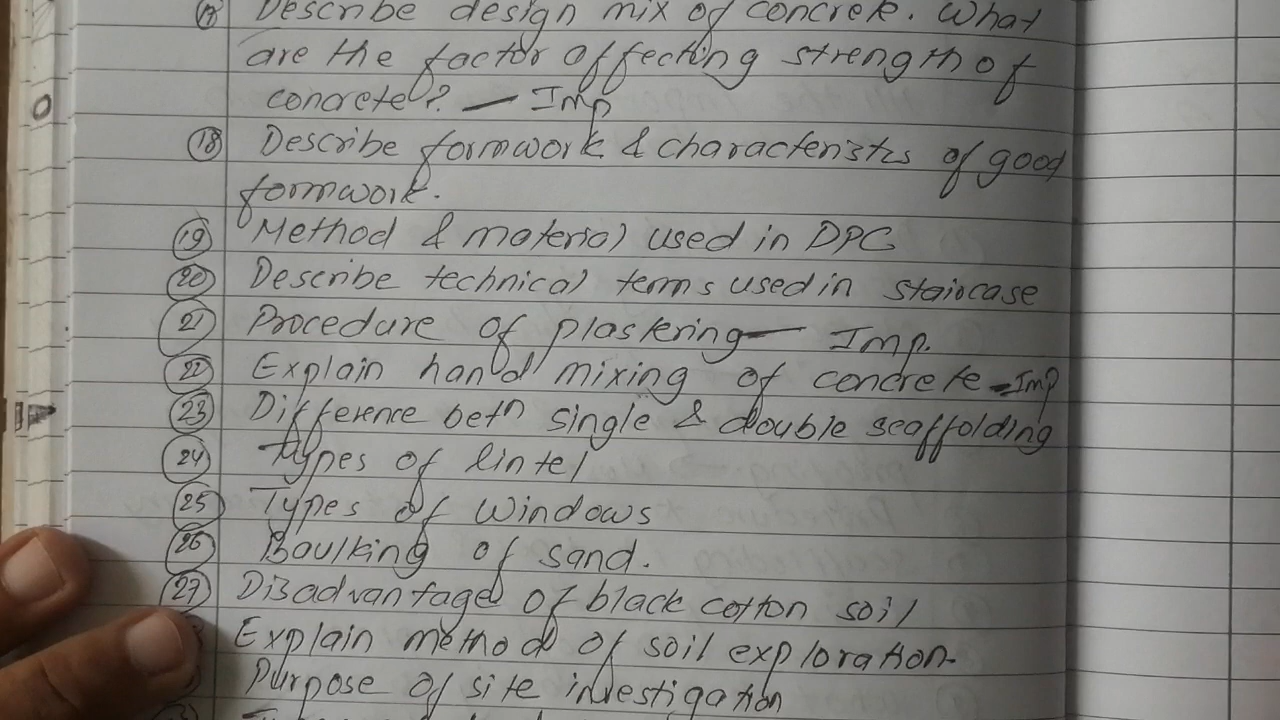 17 Describe design mix of concrete. What
are the factor affecting strength of
concrete? — Imp
18 Describe formwork & characteristcs of good
formwork.
19 Method & material used in DPC
20 Describe technical terms used in staircase
21 Procedure of plastering — Imp.
22 Explain hand mixing of concrete - Imp
23 Difference betn single & double scaffolding
24 Types of lintel
25 Types of Windows
26 Baulking of sand.
27 Disadvantages of black cotton soil
Explain method of soil exploration.
Purpose of site investigation